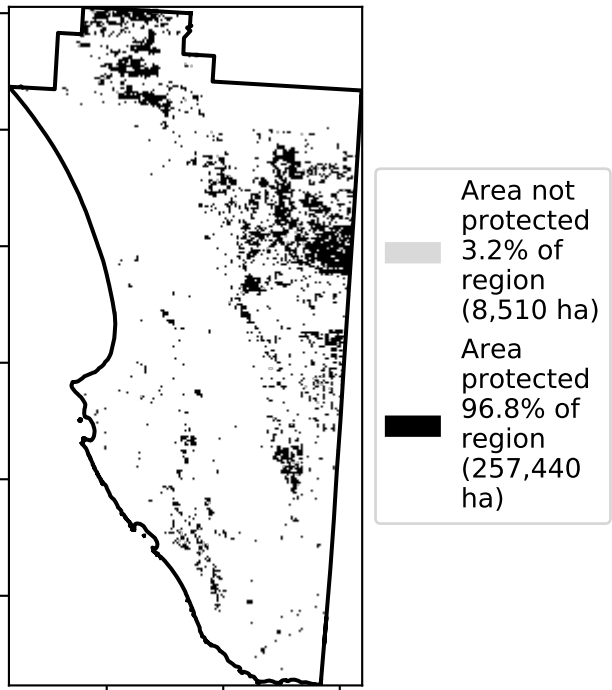 Area not
protected
3.2% of
region
(8,510 ha)
Area
protected
96.8% of
region
(257,440
ha)